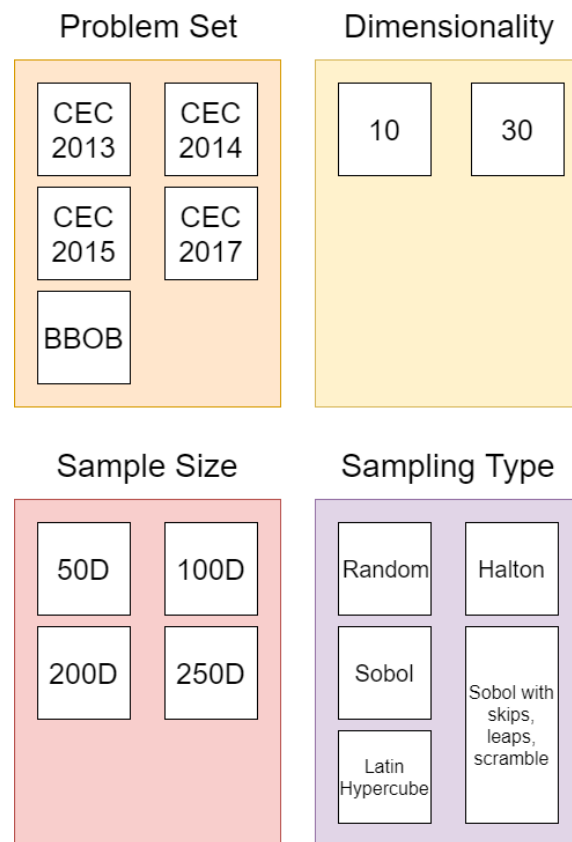 Problem Set
CEC
2013
CEC
2014
CEC
2015
CEC
2017
BBOB
Dimensionality
10
30
Sample Size
50D
100D
200D
250D
Sampling Type
Random
Halton
Sobol
Sobol with
skips,
leaps,
scramble
Latin
Hypercube